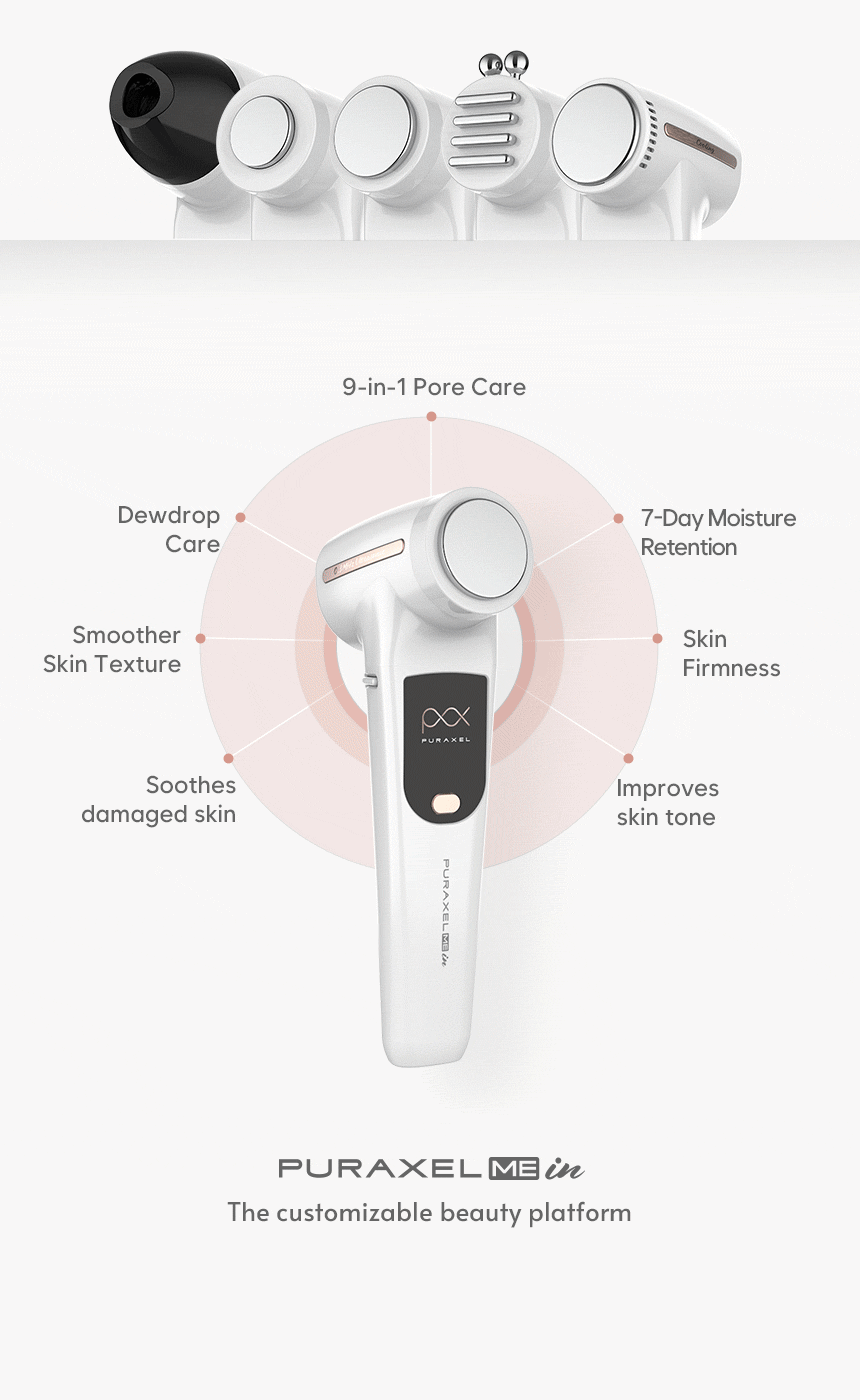 9-in-1 Pore Care
Dewdrop
Care
7-Day Moisture
Retention
Smoother
Skin Texture
Skin
Firmness
Soothes
damaged skin
Improves
skin tone
PURAXEL
PURAXEL ME in
PURAXEL ME in
The customizable beauty platform